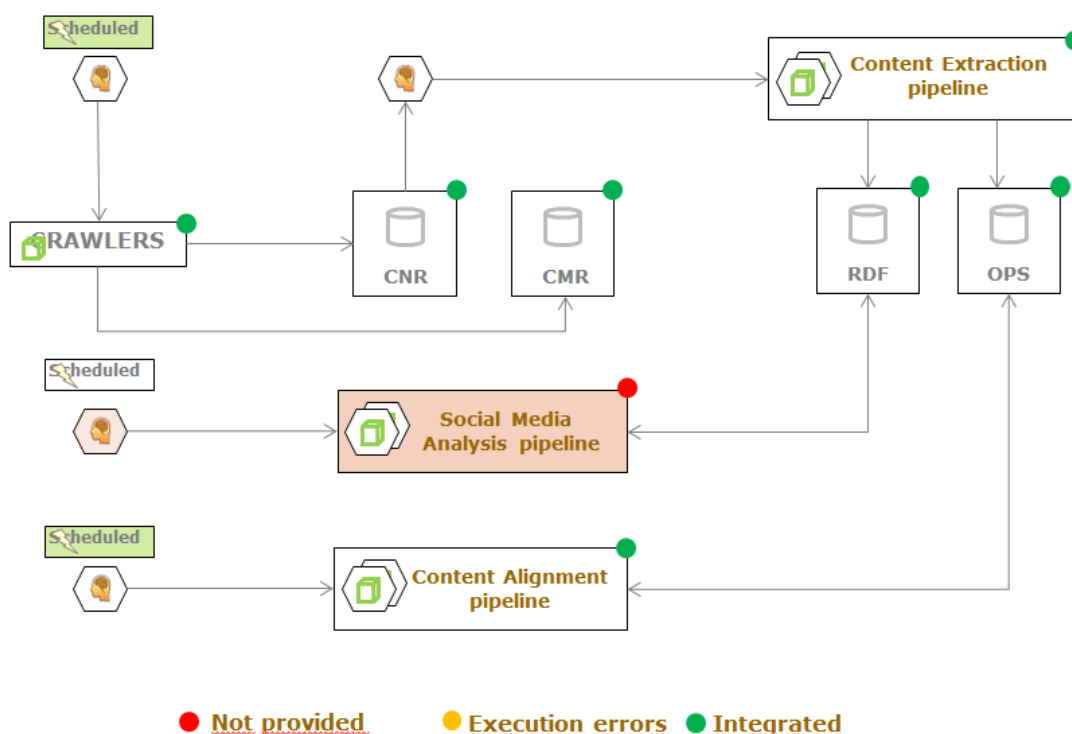 Scheduled
Content Extraction
pipeline
CRAWLERS
CNR
CMR
RDF
OPS
Scheduled
Social Media
Analysis pipeline
Scheduled
Content Alignment
pipeline
Not provided
Execution errors
Integrated